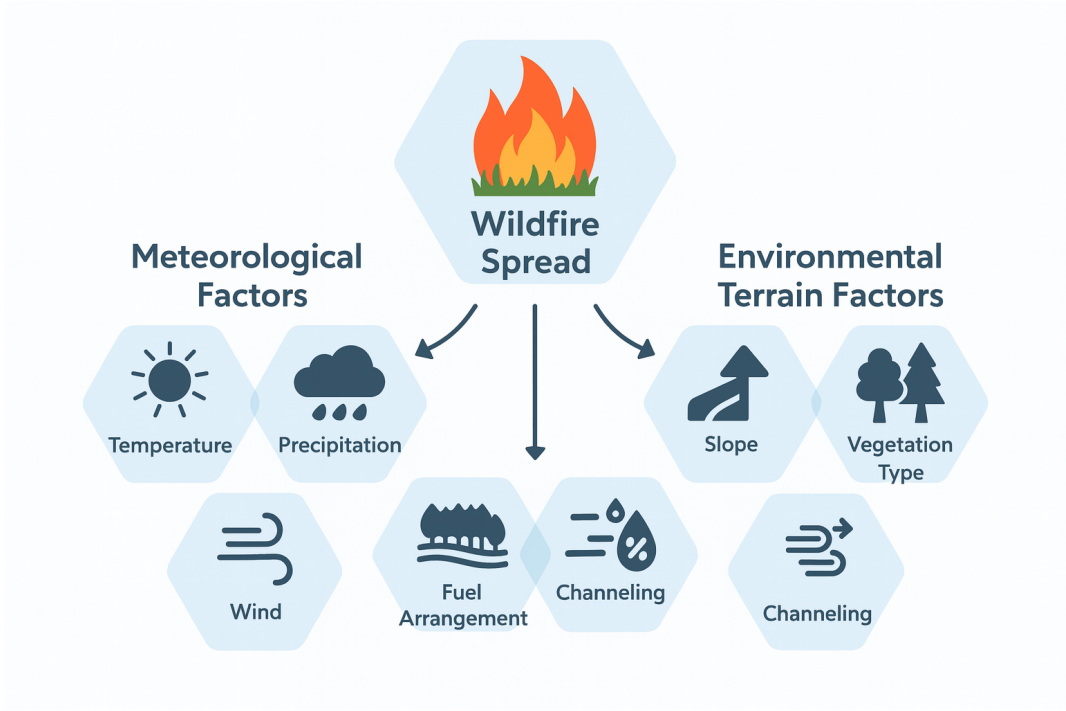 Wildfire
Spread
Meteorological
Factors
Environmental
Terrain Factors
Temperature
Precipitation
Slope
Vegetation
Type
Wind
Fuel
Arrangement
%
Channeling
Channeling